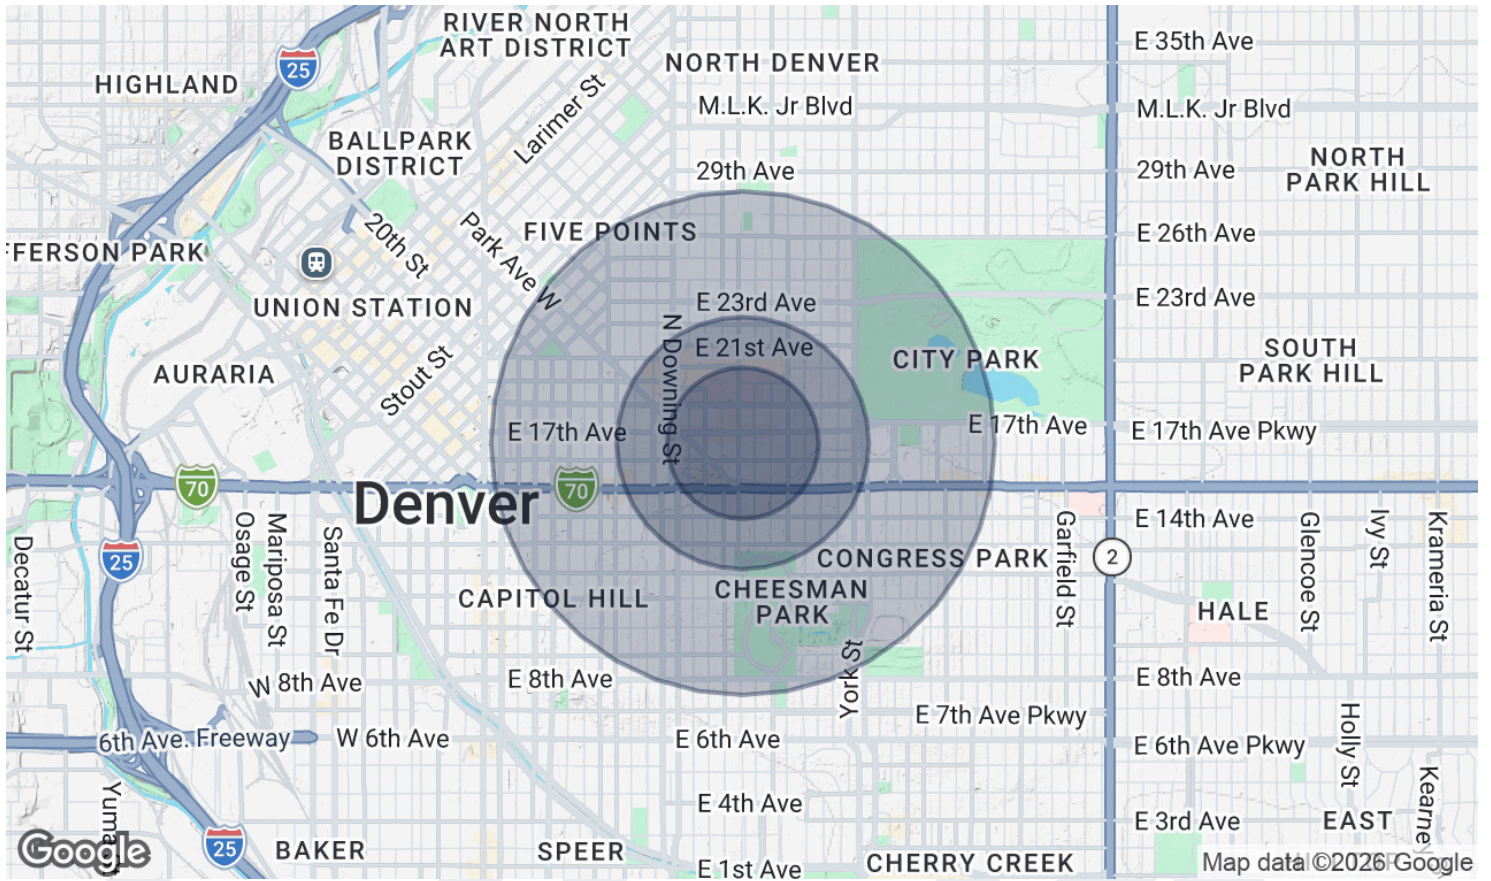 RIVER NORTH
ART DISTRICT
E 35th Ave
25
HIGHLAND
NORTH DENVER
Larimer St
M.L.K. Jr Blvd
M.L.K. Jr Blvd
BALLPARK
DISTRICT
29th Ave
29th Ave
NORTH
PARK HILL
20th St
Park Ave W
FIVE POINTS
E 26th Ave
FFERSON PARK
UNION STATION
E 23rd Ave
E 23rd Ave
N Downing St
E 21st Ave
CITY PARK
SOUTH
PARK HILL
AURARIA
Stout St
E 17th Ave
E 17th Ave
E 17th Ave Pkwy
70
70
Denver
E 14th Ave
25
2
Decatur St
Osage St
Mariposa St
Santa Fe Dr
CONGRESS PARK
Garfield St
Glencoe St
Ivy St
Krameria St
CAPITOL HILL
CHEESMAN
PARK
HALE
W 8th Ave
E 8th Ave
York St
E 8th Ave
E 7th Ave Pkwy
6th Ave. Freeway
W 6th Ave
E 6th Ave
E 6th Ave Pkwy
Holly St
E 4th Ave
E 3rd Ave
EAST
Google
25
BAKER
SPEER
E 1st Ave
CHERRY CREEK
Map data ©2026 Google